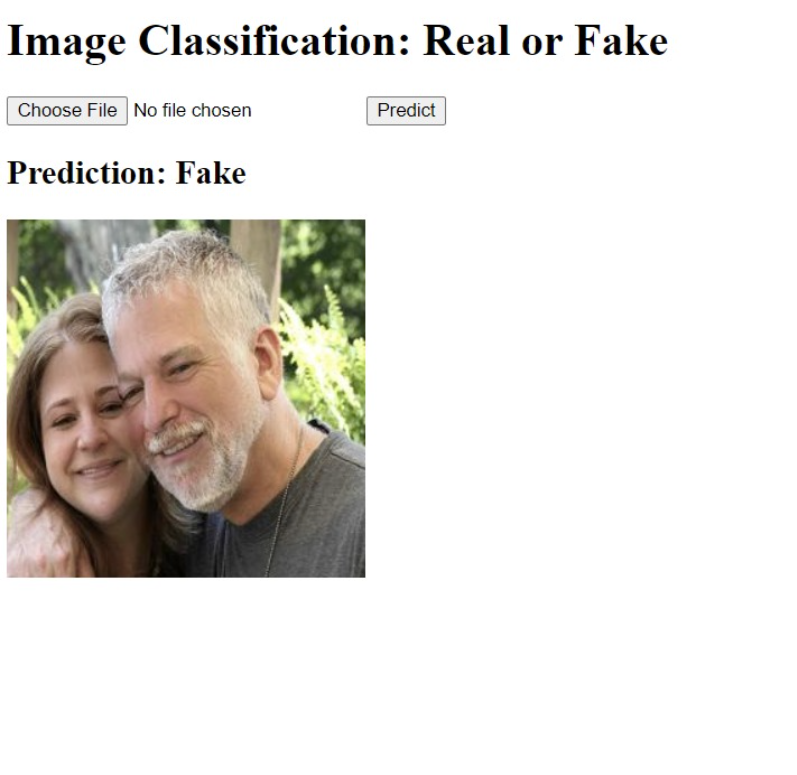 Image Classification: Real or Fake
Choose File No file chosen Predict
Prediction: Fake